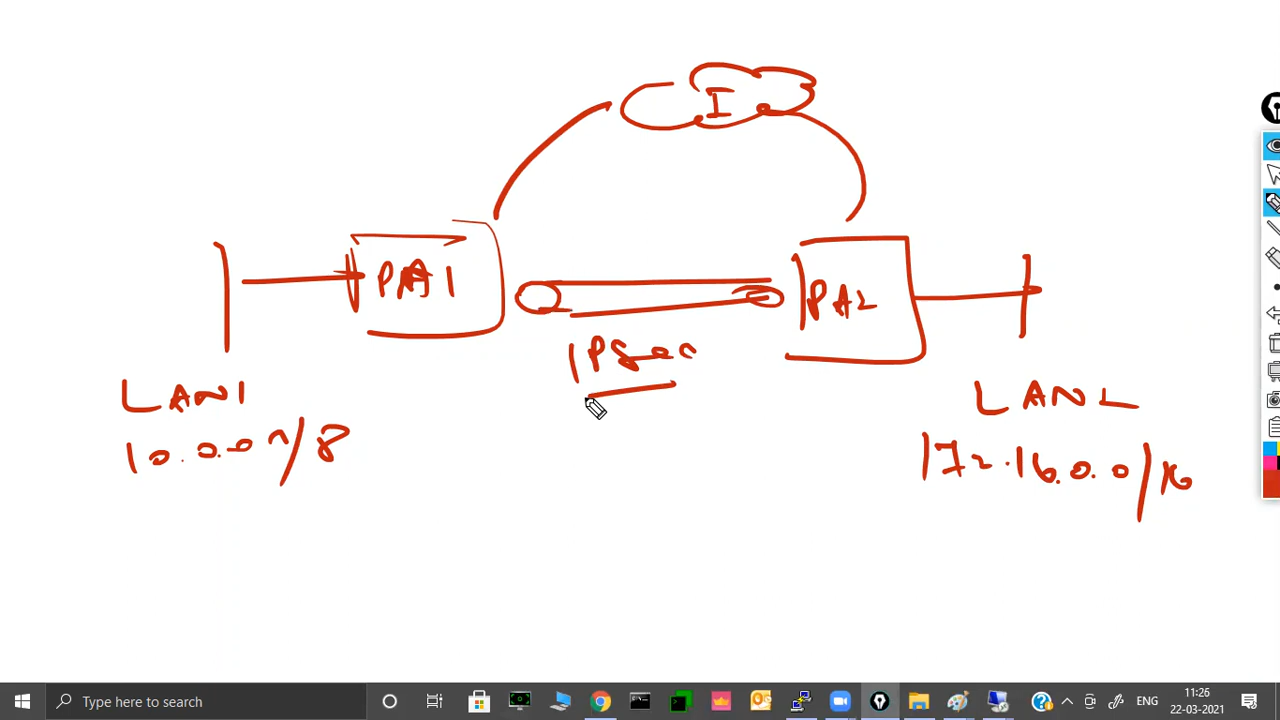 I
PA1
PA2
IPSec
LAN1
LAN2
10.0.0.0/8
172.16.0.0/16
Type here to search
ENG
11:26
22-03-2021